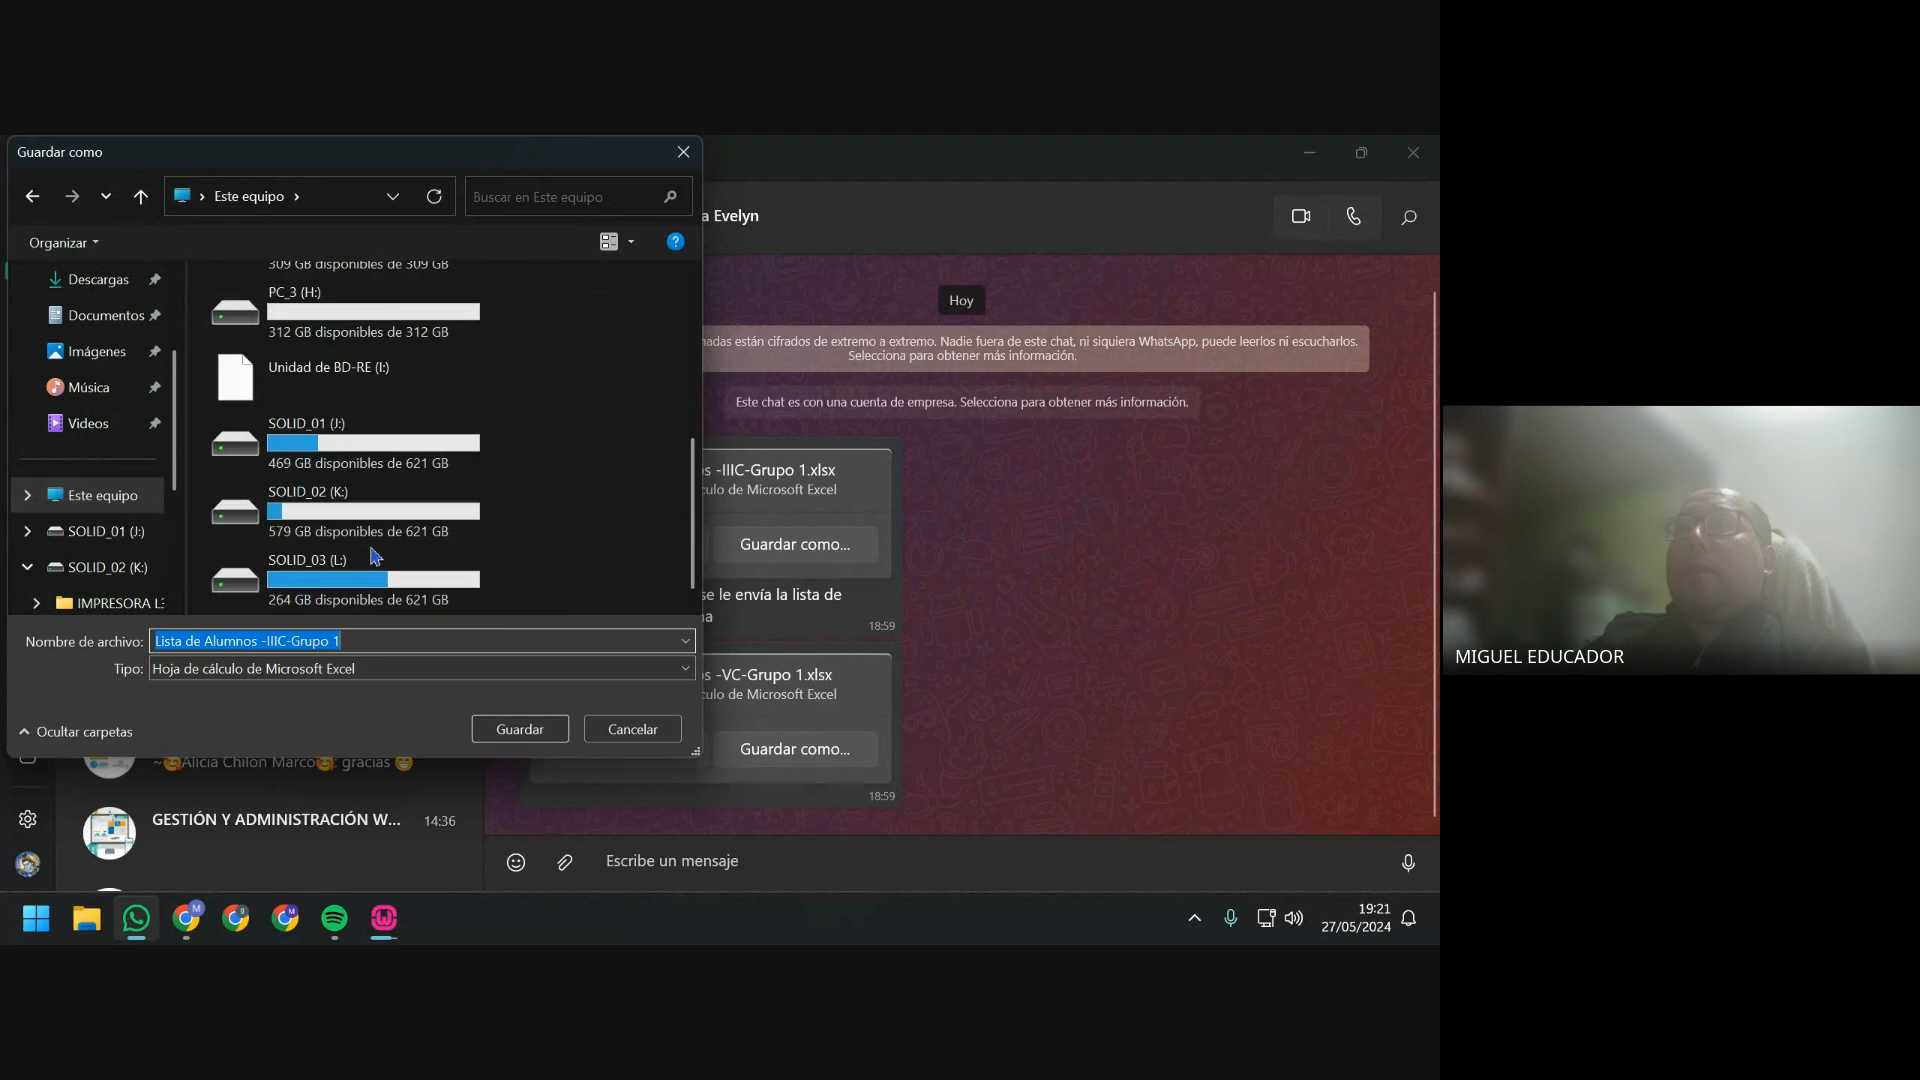 Guardar como
Este equipo
Buscar en Este equipo
Organizar
Descargas
Documentos
Imágenes
Música
Videos
Este equipo
SOLID_01 (J:)
SOLID_02 (K:)
IMPRESORA L3
309 GB disponibles de 309 GB
PC_3 (H:)
312 GB disponibles de 312 GB
Unidad de BD-RE (I:)
SOLID_01 (J:)
469 GB disponibles de 621 GB
SOLID_02 (K:)
579 GB disponibles de 621 GB
SOLID_03 (L:)
264 GB disponibles de 621 GB
Nombre de archivo: Lista de Alumnos -IIIC-Grupo 1
Tipo: Hoja de cálculo de Microsoft Excel
Ocultar carpetas
Guardar
Cancelar
a Evelyn
Hoy
nadas están cifrados de extremo a extremo. Nadie fuera de este chat, ni siquiera WhatsApp, puede leerlos ni escucharlos.
Selecciona para obtener más información.
Este chat es con una cuenta de empresa. Selecciona para obtener más información.
s -IIIC-Grupo 1.xlsx
culo de Microsoft Excel
Guardar como...
se le envía la lista de
na
18:59
s -VC-Grupo 1.xlsx
culo de Microsoft Excel
Guardar como...
18:59
~🥰Alicia Chilon Marco🥰: gracias 😁
GESTIÓN Y ADMINISTRACIÓN W...
14:36
Escribe un mensaje
19:21
27/05/2024
MIGUEL EDUCADOR